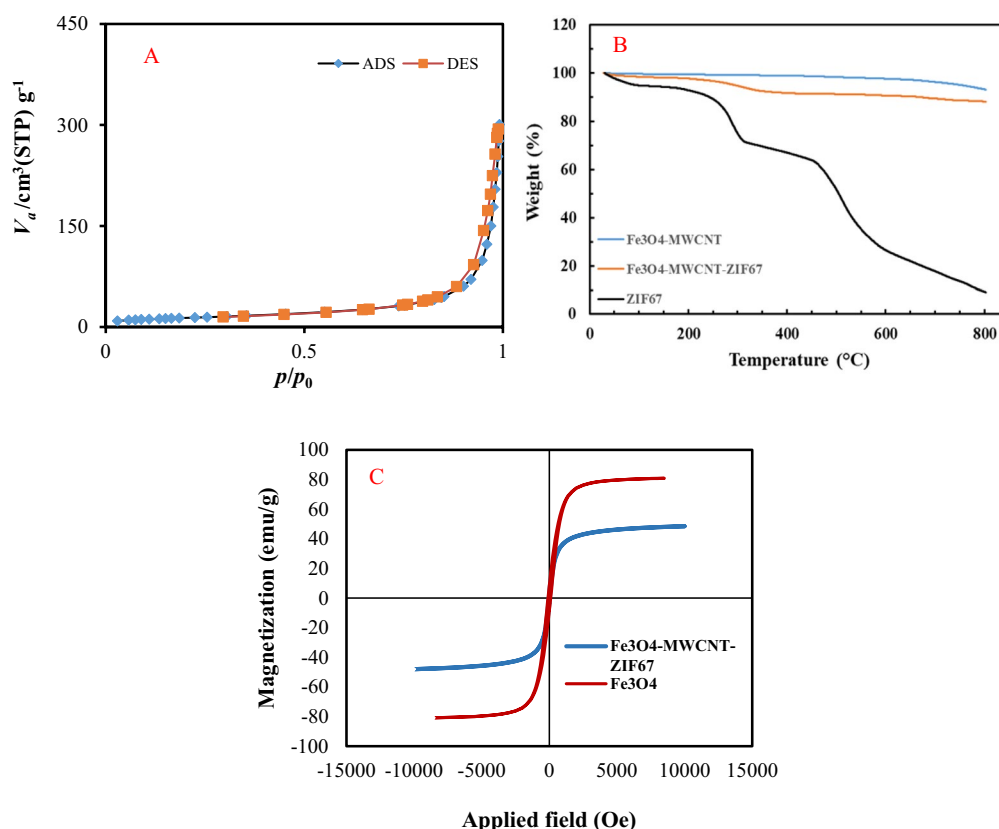 A
ADS
DES
450
300
150
0
0
0.5
1
Vₐ/cm³(STP) g⁻¹
p/p₀
B
120
100
80
60
40
20
0
0
200
400
600
800
Weight (%)
Fe3O4-MWCNT
Fe3O4-MWCNT-ZIF67
ZIF67
Temperature (°C)
C
100
80
60
40
20
0
-20
-40
-60
-80
-100
-15000
-10000
-5000
0
5000
10000
15000
Magnetization (emu/g)
Fe3O4-MWCNT-
ZIF67
Fe3O4
Applied field (Oe)